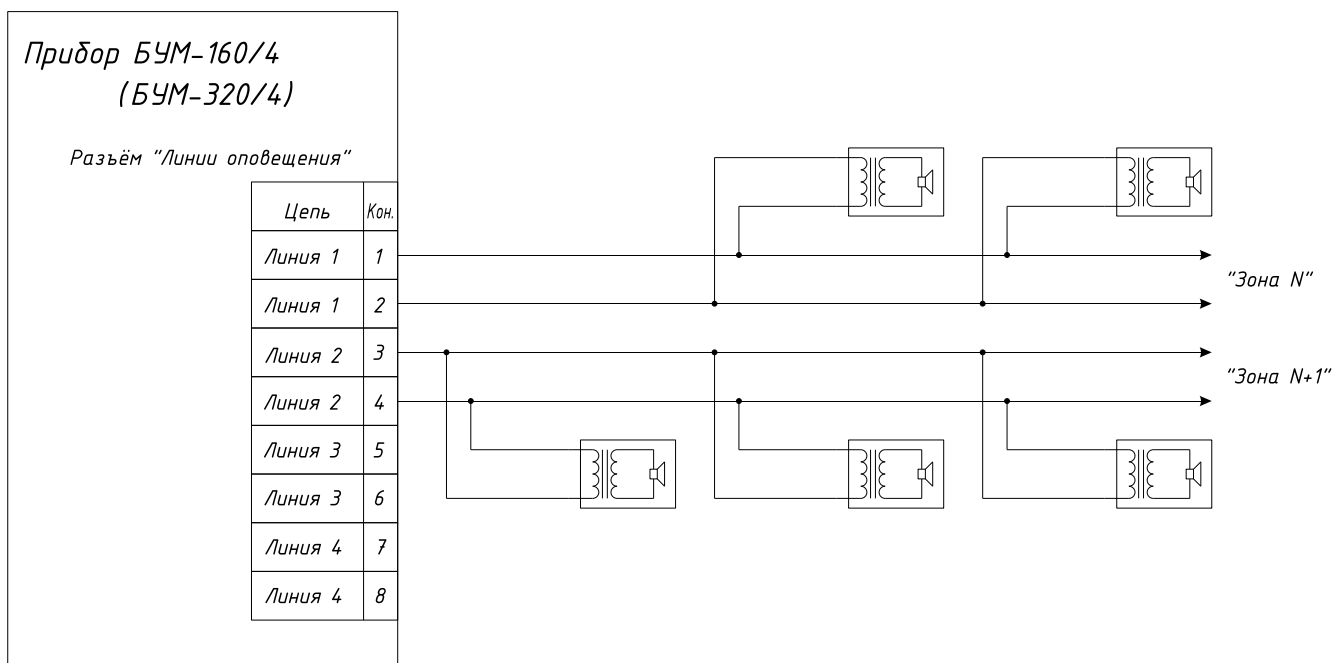 Прибор БУМ-160/4
(БУМ-320/4)
Разъём "Линии оповещения"
Цепь Кон.
Линия 1 1
Линия 1 2
Линия 2 3
Линия 2 4
Линия 3 5
Линия 3 6
Линия 4 7
Линия 4 8
"Зона N"
"Зона N+1"